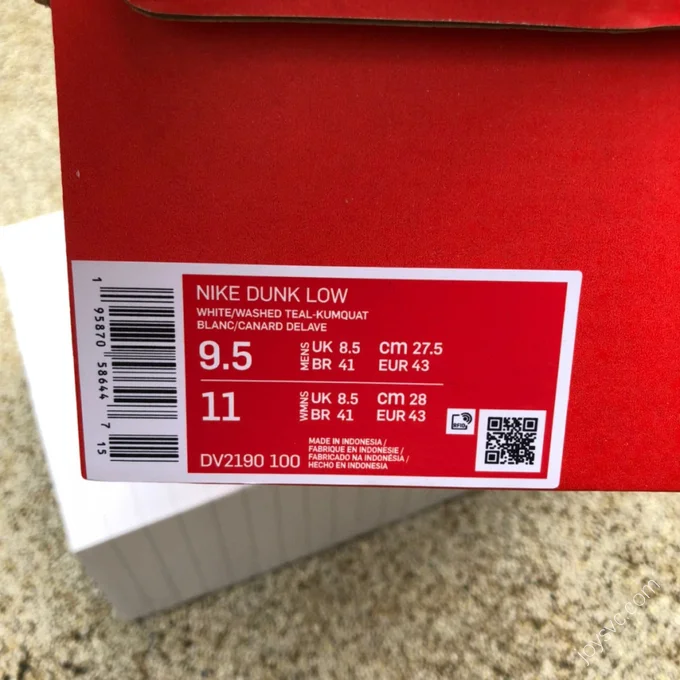 NIKE DUNK LOW
WHITE/WASHED TEAL-KUMQUAT
BLANC/CANARD DELAVE
9.5 MENS UK 8.5 cm 27.5
BR 41 EUR 43
11 WMNS UK 8.5 cm 28
BR 41 EUR 43
DV2190 100
MADE IN INDONESIA /
FABRIQUE EN INDONESIE /
FABRICADO NA INDONÉSIA /
HECHO EN INDONESIA
RFID
1 95870 58644 7 15